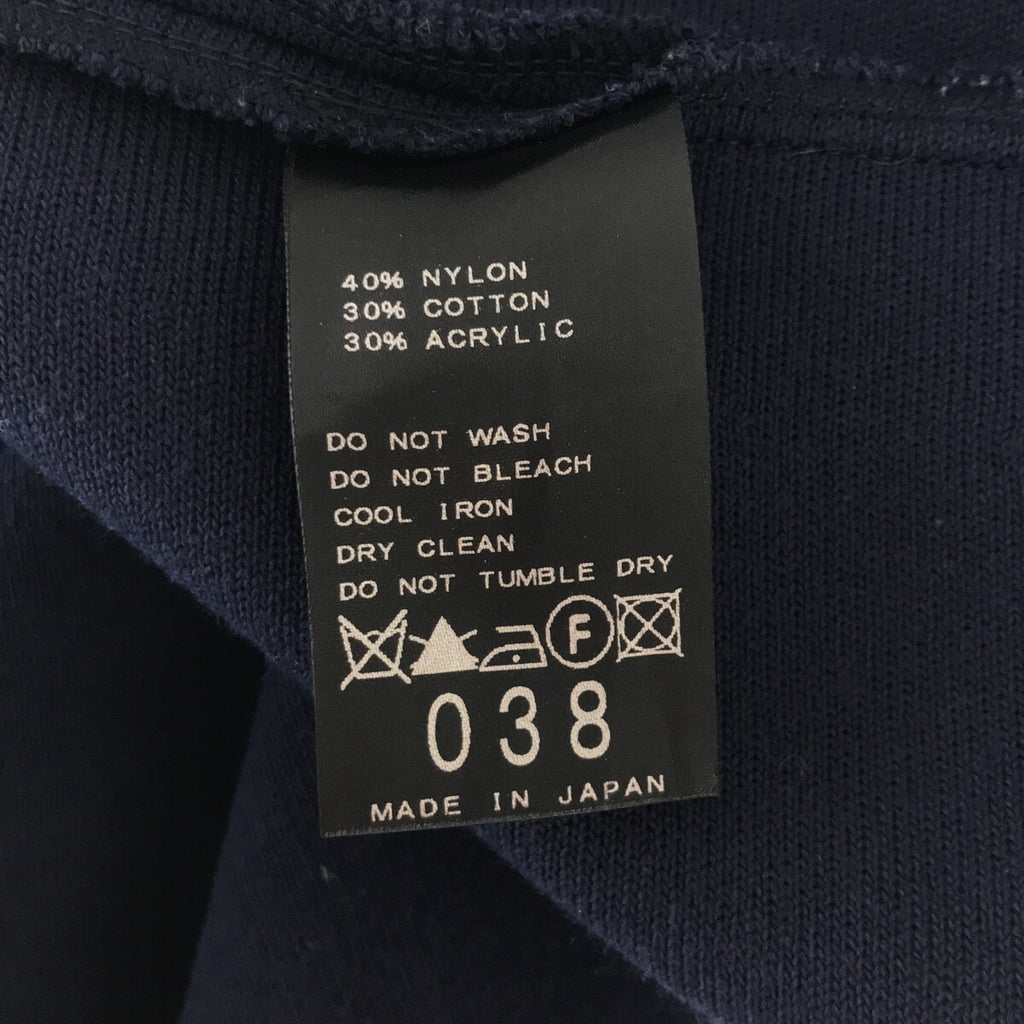 40% NYLON
30% COTTON
30% ACRYLIC
DO NOT WASH
DO NOT BLEACH
COOL IRON
DRY CLEAN
DO NOT TUMBLE DRY
F
038
MADE IN JAPAN